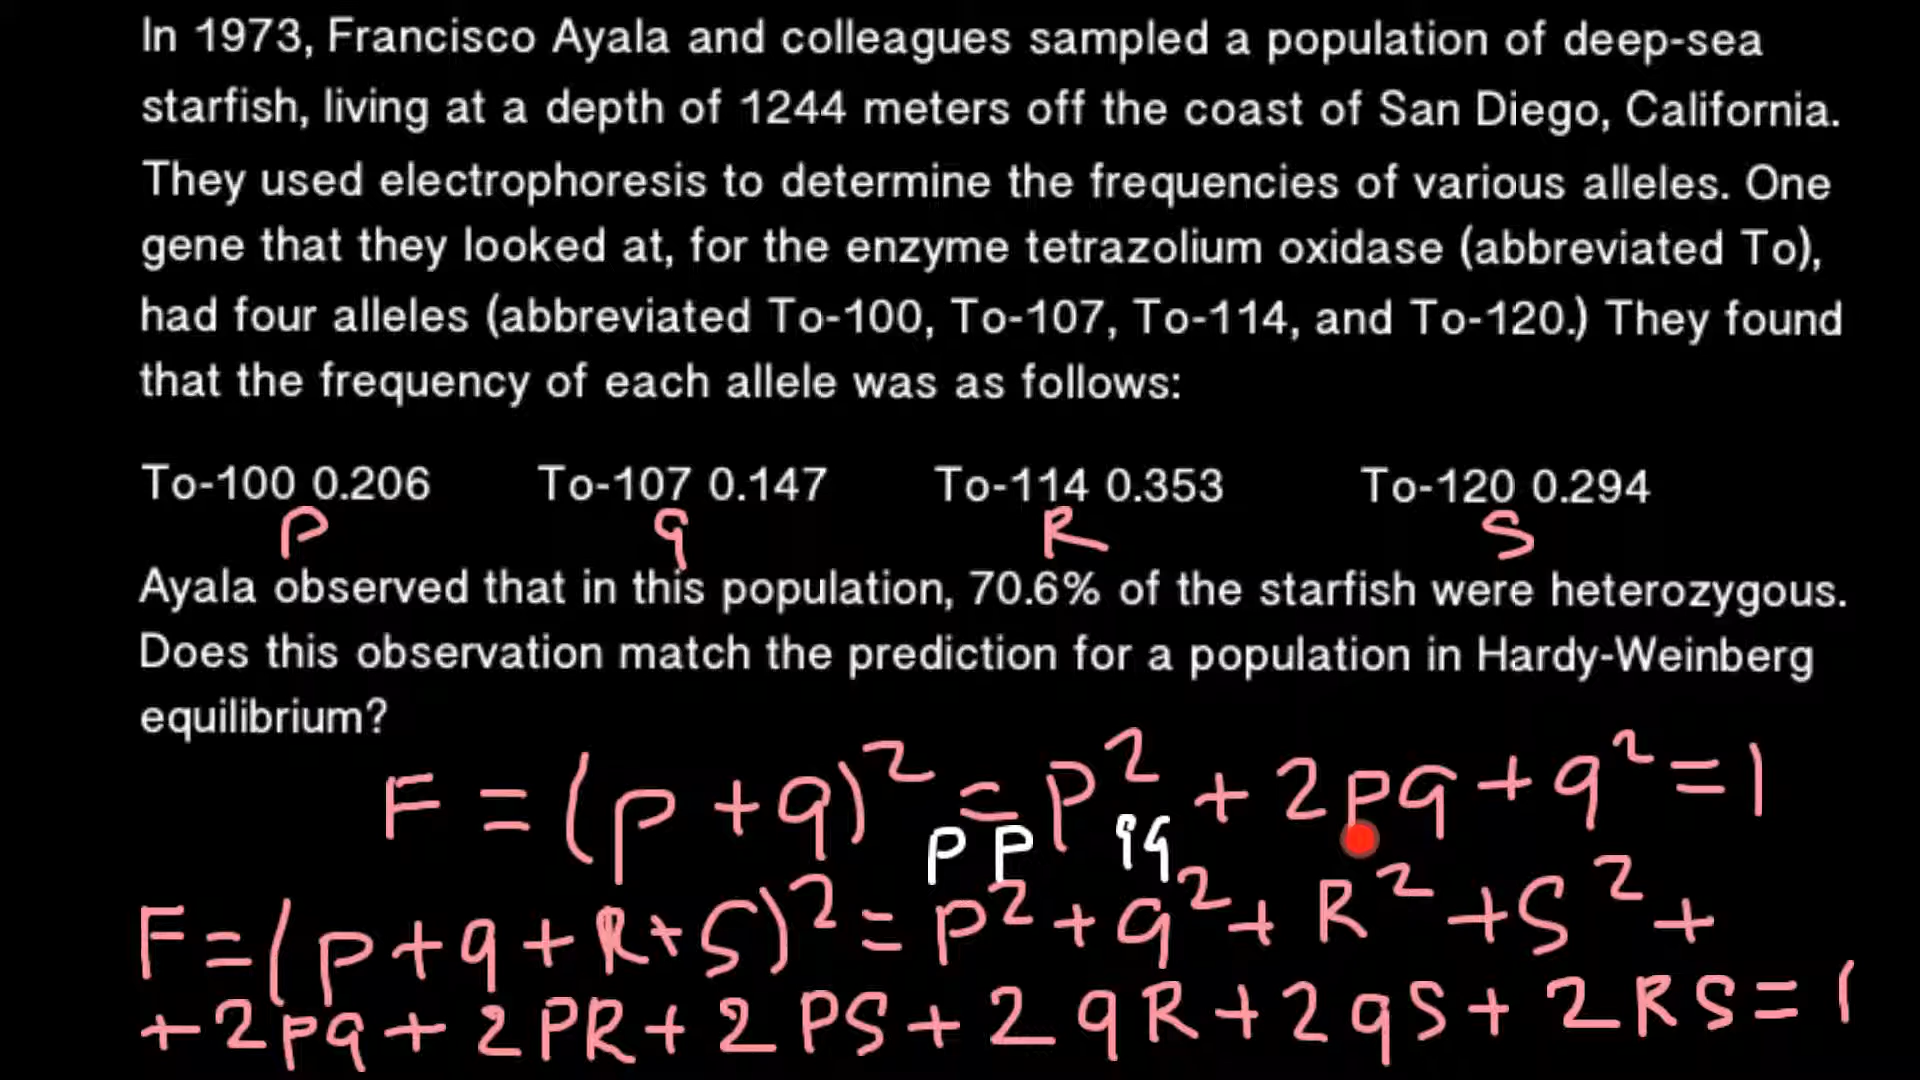 In 1973, Francisco Ayala and colleagues sampled a population of deep-sea
starfish, living at a depth of 1244 meters off the coast of San Diego, California.
They used electrophoresis to determine the frequencies of various alleles. One
gene that they looked at, for the enzyme tetrazolium oxidase (abbreviated To),
had four alleles (abbreviated To-100, To-107, To-114, and To-120.) They found
that the frequency of each allele was as follows:
To-100 0.206 To-107 0.147 To-114 0.353 To-120 0.294
p q R S
Ayala observed that in this population, 70.6% of the starfish were heterozygous.
Does this observation match the prediction for a population in Hardy-Weinberg
equilibrium?
F = (p + q)² = p² + 2pq + q² = 1
PP qq
F = (p + q + R + S)² = p² + q² + R² + S² +
+ 2pq + 2PR + 2PS + 2qR + 2qS + 2RS = 1